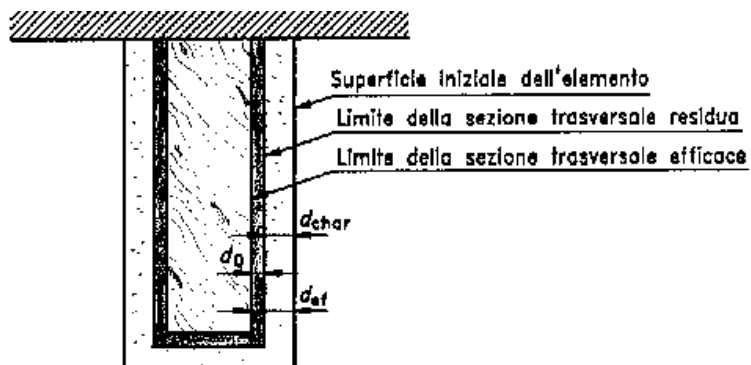 Superficie iniziale dell'elemento
Limite della sezione trasversale residua
Limite della sezione trasversale efficace
dchar
d0
def